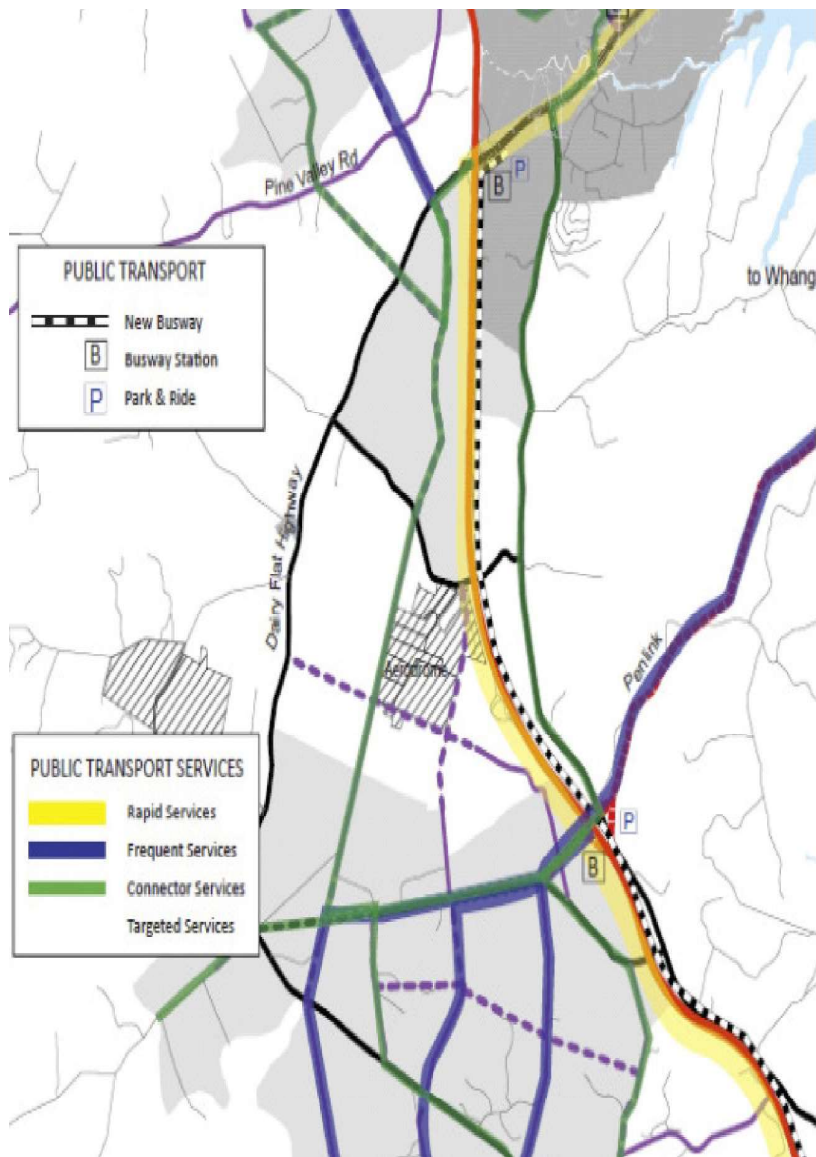 Pine Valley Rd
B
P
PUBLIC TRANSPORT
New Busway
B Busway Station
P Park & Ride
to Whang
Dairy Flat Highway
Aerodrome
Penlink
P
B
PUBLIC TRANSPORT SERVICES
Rapid Services
Frequent Services
Connector Services
Targeted Services